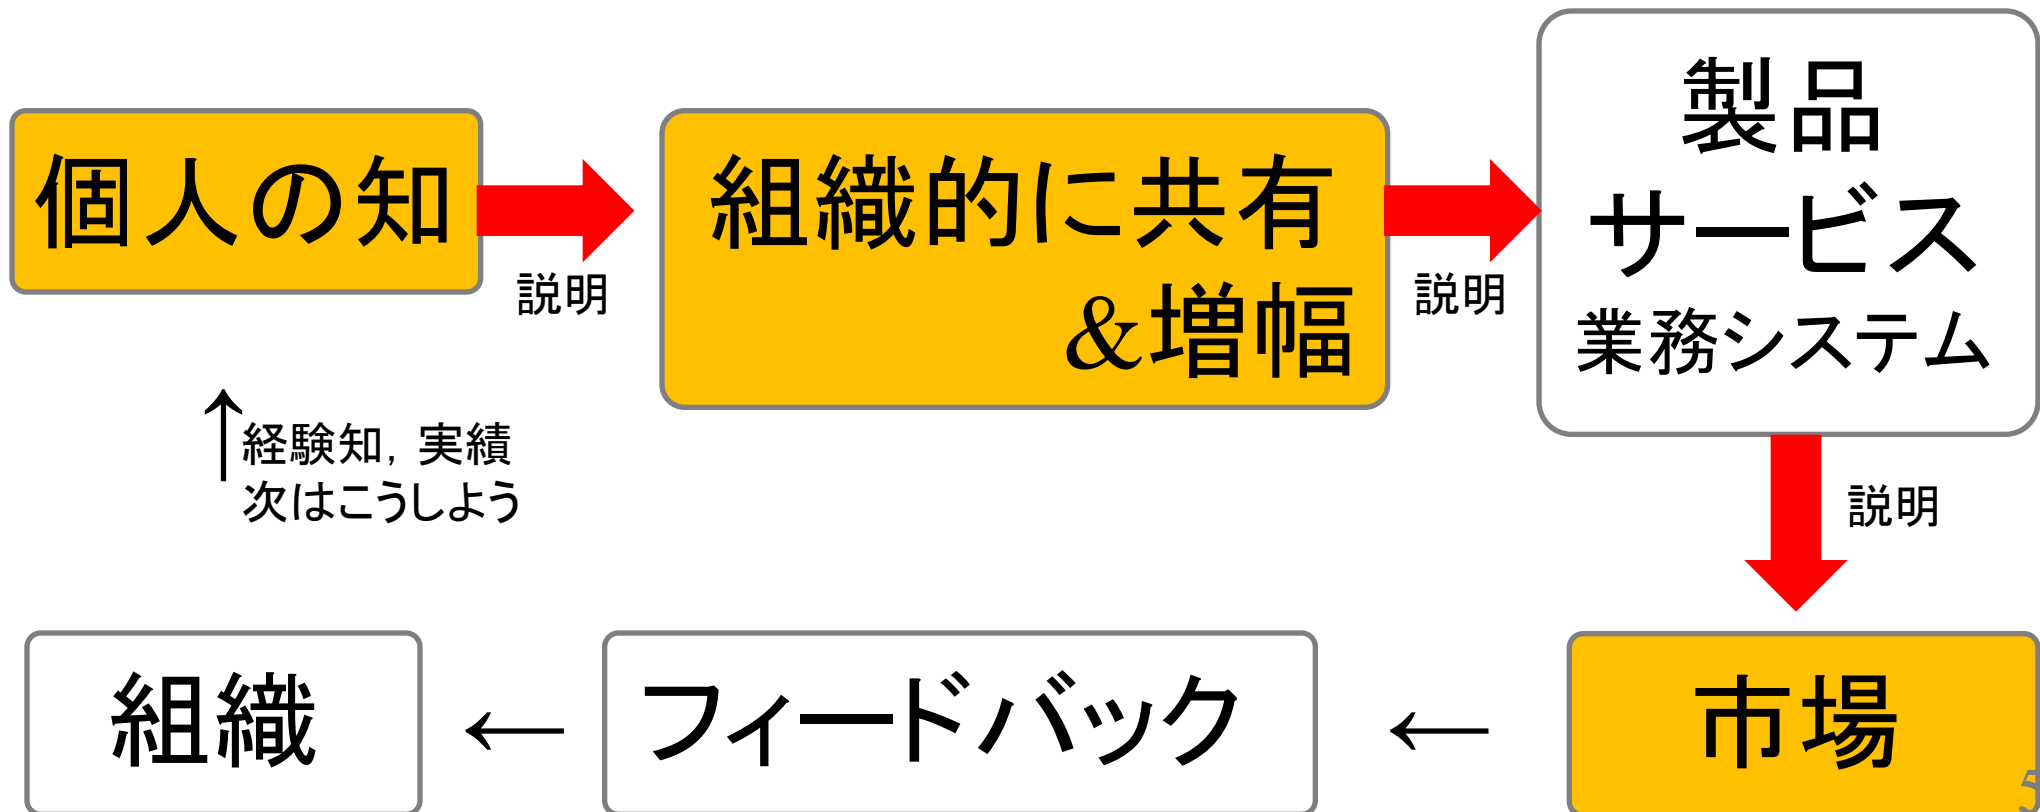 個人の知
説明
組織的に共有
&増幅
説明
製品
サービス
業務システム
↑経験知，実績
次はこうしよう
説明
組織
←
フィードバック
←
市場